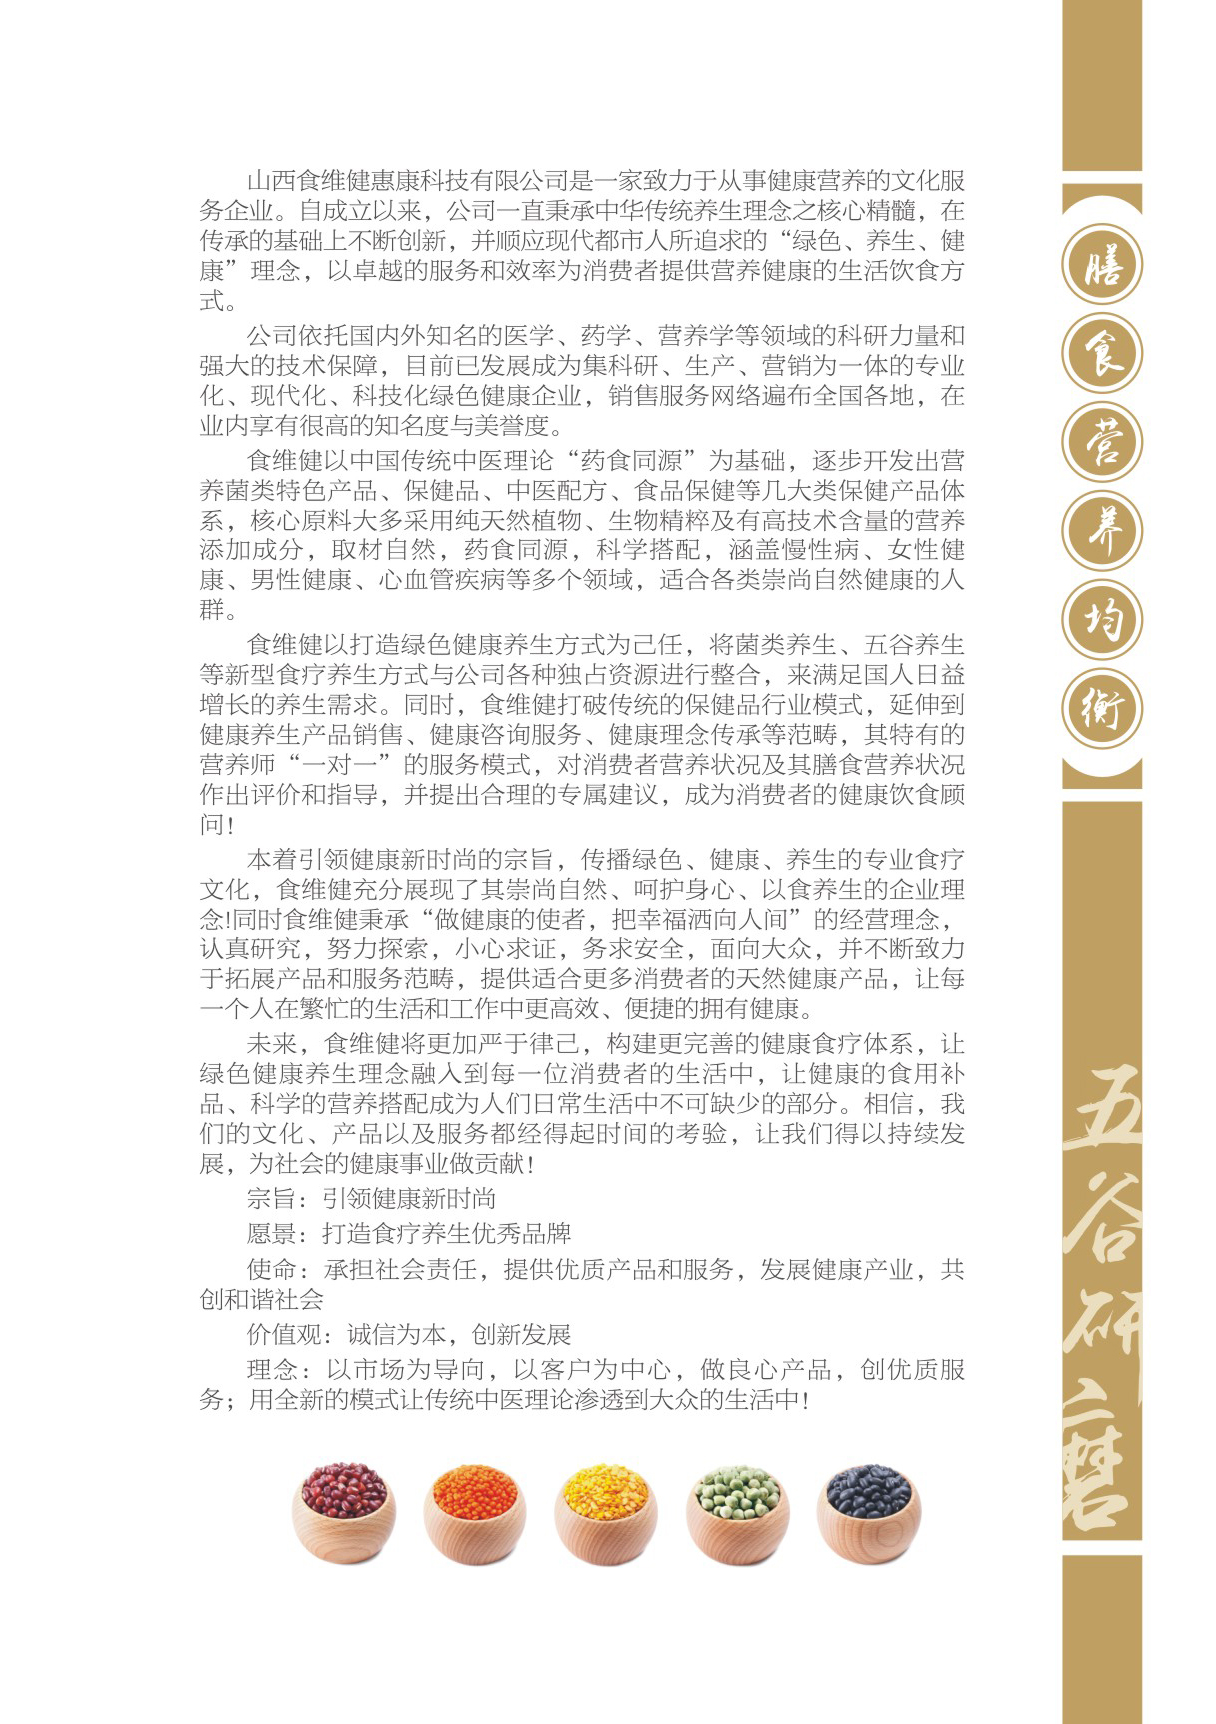 山西食维健惠康科技有限公司是一家致力于从事健康营养的文化服
务企业。自成立以来，公司一直秉承中华传统养生理念之核心精髓，在
传承的基础上不断创新，并顺应现代都市人所追求的“绿色、养生、健
康”理念，以卓越的服务和效率为消费者提供营养健康的生活饮食方
式。
公司依托国内外知名的医学、药学、营养学等领域的科研力量和
强大的技术保障，目前已发展成为集科研、生产、营销为一体的专业
化、现代化、科技化绿色健康企业，销售服务网络遍布全国各地，在
业内享有很高的知名度与美誉度。
食维健以中国传统中医理论“药食同源”为基础，逐步开发出营
养菌类特色产品、保健品、中医配方、食品保健等几大类保健产品体
系，核心原料大多采用纯天然植物、生物精粹及有高技术含量的营养
添加成分，取材自然，药食同源，科学搭配，涵盖慢性病、女性健
康、男性健康、心血管疾病等多个领域，适合各类崇尚自然健康的人
群。
食维健以打造绿色健康养生方式为己任，将菌类养生、五谷养生
等新型食疗养生方式与公司各种独占资源进行整合，来满足国人日益
增长的养生需求。同时，食维健打破传统的保健品行业模式，延伸到
健康养生产品销售、健康咨询服务、健康理念传承等范畴，其特有的
营养师“一对一”的服务模式，对消费者营养状况及其膳食营养状况
作出评价和指导，并提出合理的专属建议，成为消费者的健康饮食顾
问！
本着引领健康新时尚的宗旨，传播绿色、健康、养生的专业食疗
文化，食维健充分展现了其崇尚自然、呵护身心、以食养生的企业理
念!同时食维健秉承“做健康的使者，把幸福洒向人间”的经营理念，
认真研究，努力探索，小心求证，务求安全，面向大众，并不断致力
于拓展产品和服务范畴，提供适合更多消费者的天然健康产品，让每
一个人在繁忙的生活和工作中更高效、便捷的拥有健康。
未来，食维健将更加严于律己，构建更完善的健康食疗体系，让
绿色健康养生理念融入到每一位消费者的生活中，让健康的食用补
品、科学的营养搭配成为人们日常生活中不可缺少的部分。相信，我
们的文化、产品以及服务都经得起时间的考验，让我们得以持续发
展，为社会的健康事业做贡献！
宗旨：引领健康新时尚
愿景：打造食疗养生优秀品牌
使命：承担社会责任，提供优质产品和服务，发展健康产业，共
创和谐社会
价值观：诚信为本，创新发展
理念：以市场为导向，以客户为中心，做良心产品，创优质服
务；用全新的模式让传统中医理论渗透到大众的生活中！
膳食营养均衡
五谷研磨